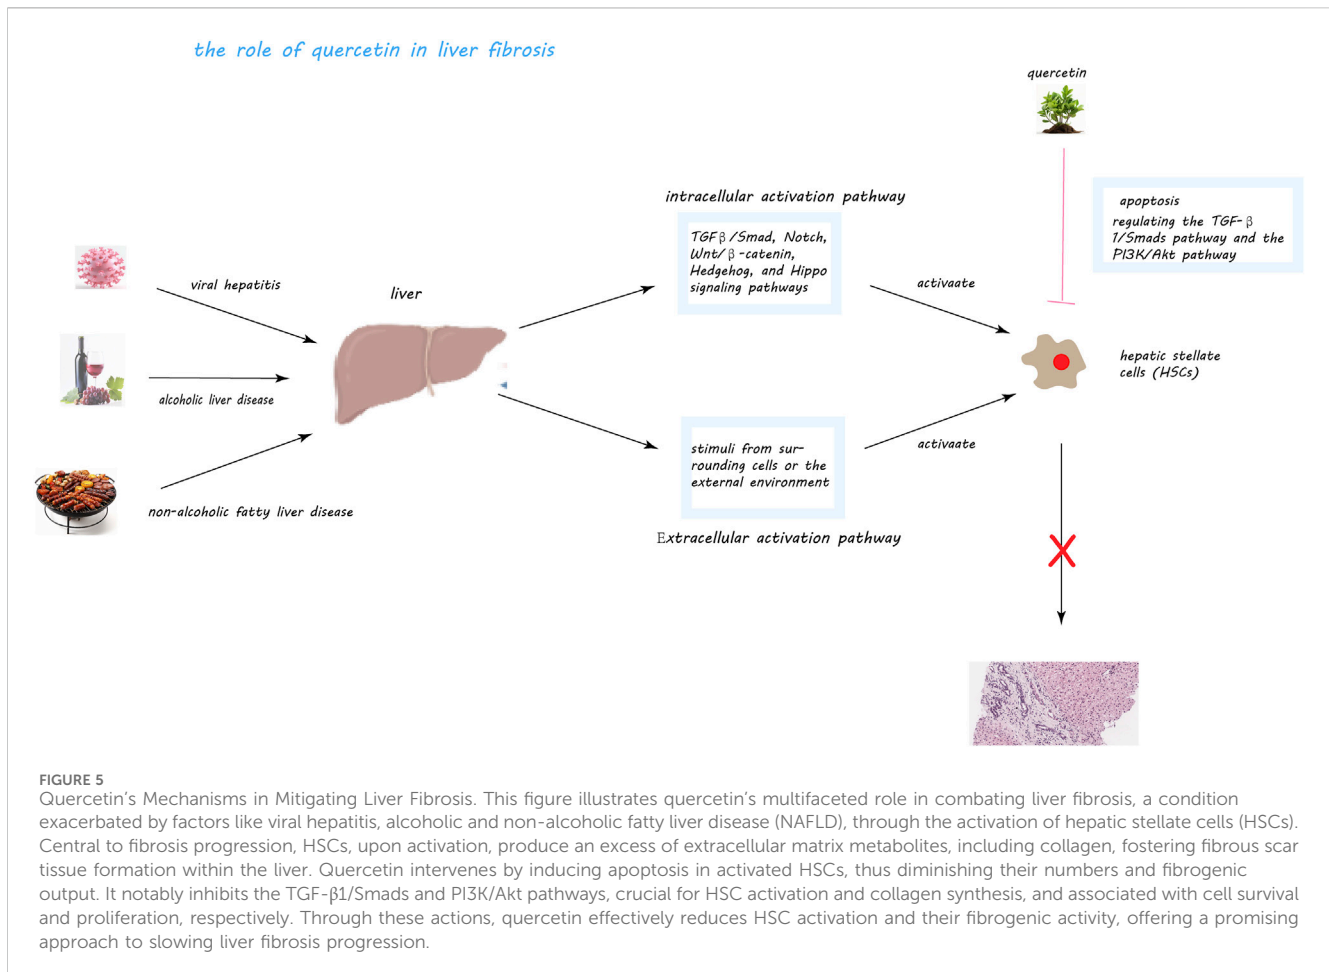 the role of quercetin in liver fibrosis
quercetin
intracellular activation pathway
TGFβ/Smad, Notch,
Wnt/β-catenin,
Hedgehog, and Hippo
signaling pathways
apoptosis
regulating the TGF-β
1/Smads pathway and the
PI3K/Akt pathway
viral hepatitis
liver
activaate
alcoholic liver disease
hepatic stellate
cells (HSCs)
non-alcoholic fatty liver disease
stimuli from sur-
rounding cells or the
external environment
activaate
Extracellular activation pathway
FIGURE 5
Quercetin's Mechanisms in Mitigating Liver Fibrosis. This figure illustrates quercetin's multifaceted role in combating liver fibrosis, a condition
exacerbated by factors like viral hepatitis, alcoholic and non-alcoholic fatty liver disease (NAFLD), through the activation of hepatic stellate cells (HSCs).
Central to fibrosis progression, HSCs, upon activation, produce an excess of extracellular matrix metabolites, including collagen, fostering fibrous scar
tissue formation within the liver. Quercetin intervenes by inducing apoptosis in activated HSCs, thus diminishing their numbers and fibrogenic
output. It notably inhibits the TGF-β1/Smads and PI3K/Akt pathways, crucial for HSC activation and collagen synthesis, and associated with cell survival
and proliferation, respectively. Through these actions, quercetin effectively reduces HSC activation and their fibrogenic activity, offering a promising
approach to slowing liver fibrosis progression.